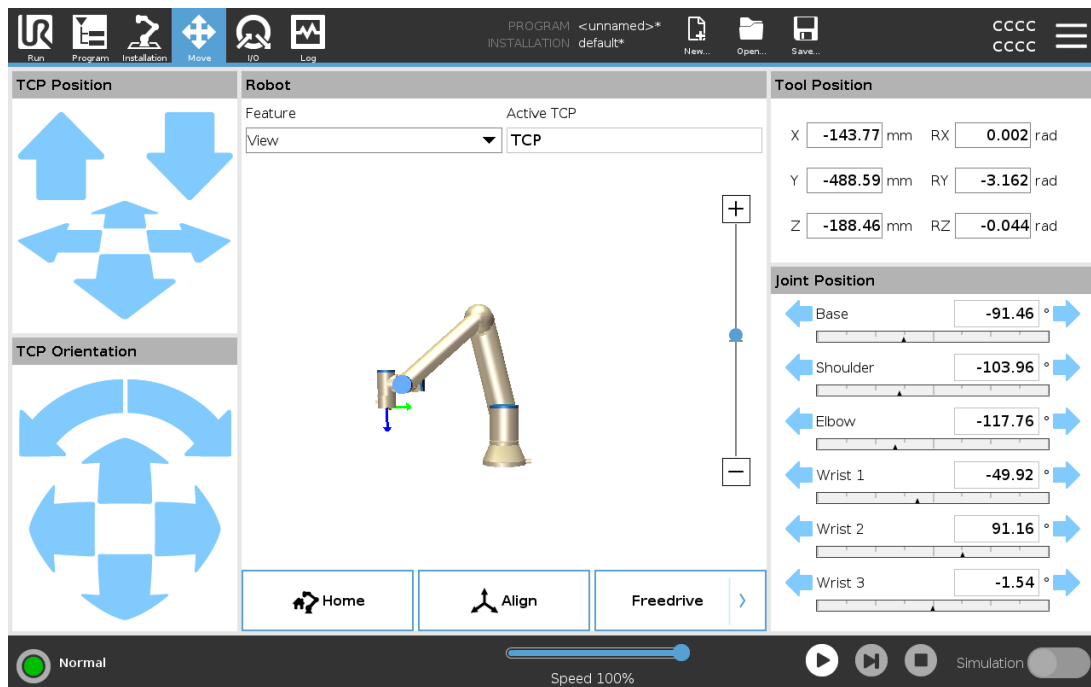 UR
PROGRAM <unnamed>*
INSTALLATION default*
CCCC
CCCC
Run Program Installation Move I/O Log New... Open... Save...
TCP Position
Robot
Tool Position
Feature Active TCP
View TCP
X -143.77 mm RX 0.002 rad
Y -488.59 mm RY -3.162 rad
Z -188.46 mm RZ -0.044 rad
+
−
Joint Position
Base -91.46 °
Shoulder -103.96 °
TCP Orientation
Elbow -117.76 °
Wrist 1 -49.92 °
Wrist 2 91.16 °
Wrist 3 -1.54 °
Home Align Freedrive
Normal
Speed 100%
Simulation